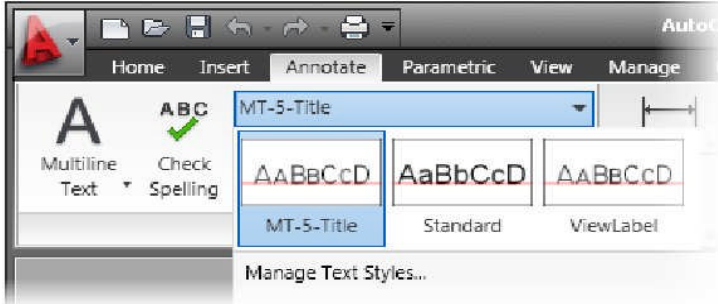 Auto
Home Insert Annotate Parametric View Manage
A
ABC
MT-5-Title
Multiline Text
Check Spelling
AABBCCD AaBbCcD AABBCCD
MT-5-Title Standard ViewLabel
Manage Text Styles...